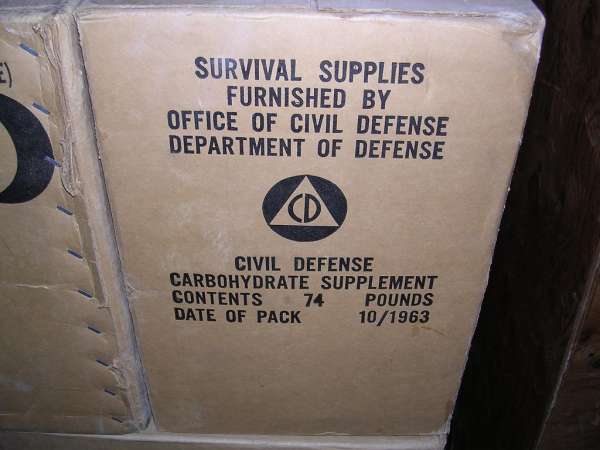 E)
SURVIVAL SUPPLIES
FURNISHED BY
OFFICE OF CIVIL DEFENSE
DEPARTMENT OF DEFENSE
CD
CIVIL DEFENSE
CARBOHYDRATE SUPPLEMENT
CONTENTS 74 POUNDS
DATE OF PACK 10/1963